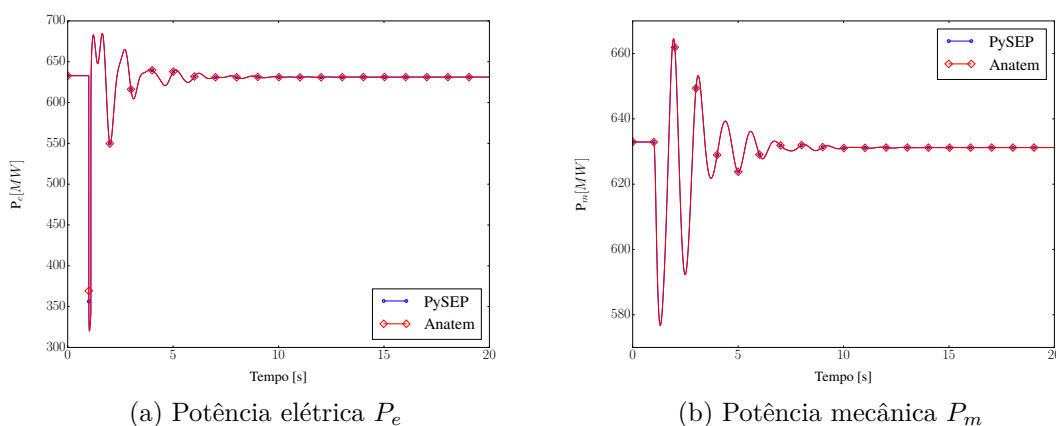 700
650
600
550
500
450
400
350
300
P_e[MW]
0 5 10 15 20
Tempo [s]
PySEP
Anatem
(a) Potência elétrica P_e
660
640
620
600
580
P_m[MW]
0 5 10 15 20
Tempo [s]
PySEP
Anatem
(b) Potência mecânica P_m